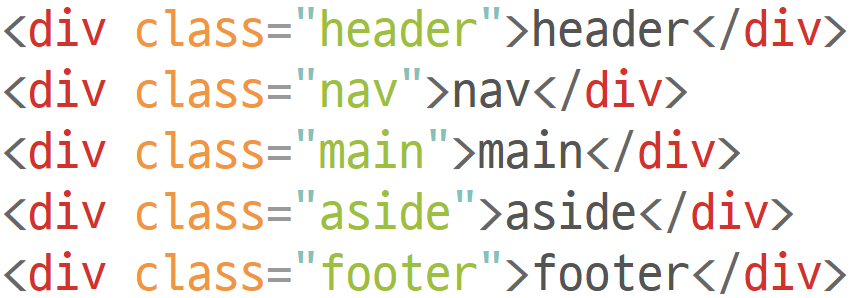 <div class="header">header</div>
<div class="nav">nav</div>
<div class="main">main</div>
<div class="aside">aside</div>
<div class="footer">footer</div>